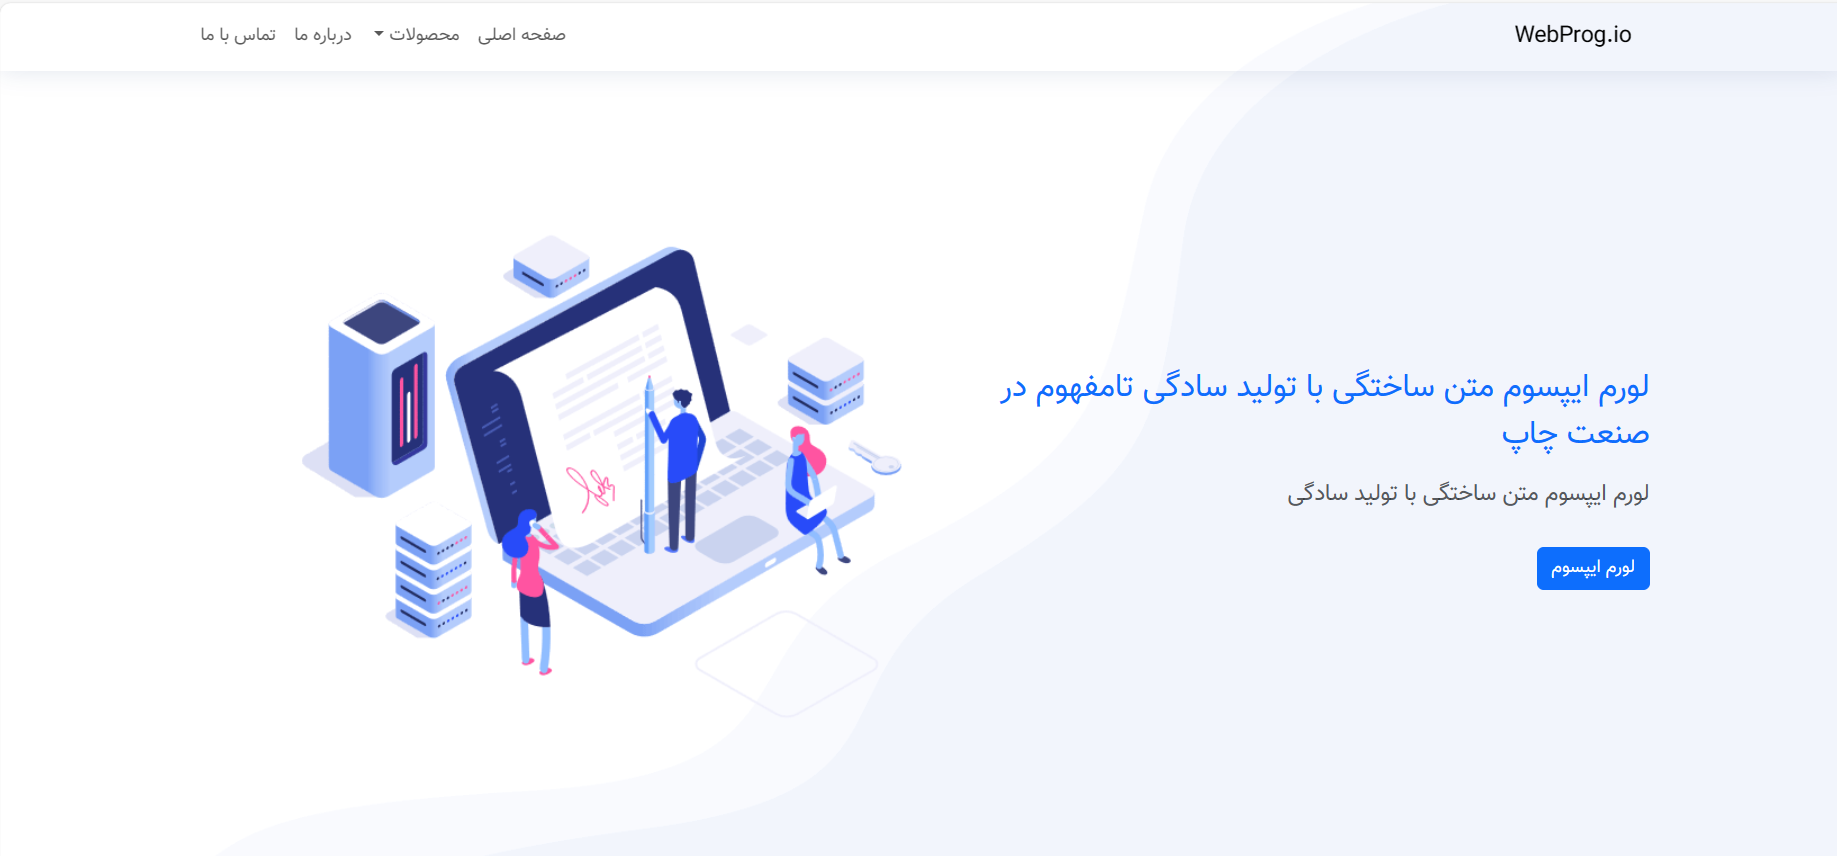 WebProg.io
صفحه اصلی
محصولات
درباره ما
تماس با ما
لورم ایپسوم متن ساختگی با تولید سادگی تامفهوم در
صنعت چاپ
لورم ایپسوم متن ساختگی با تولید سادگی
لورم ایپسوم